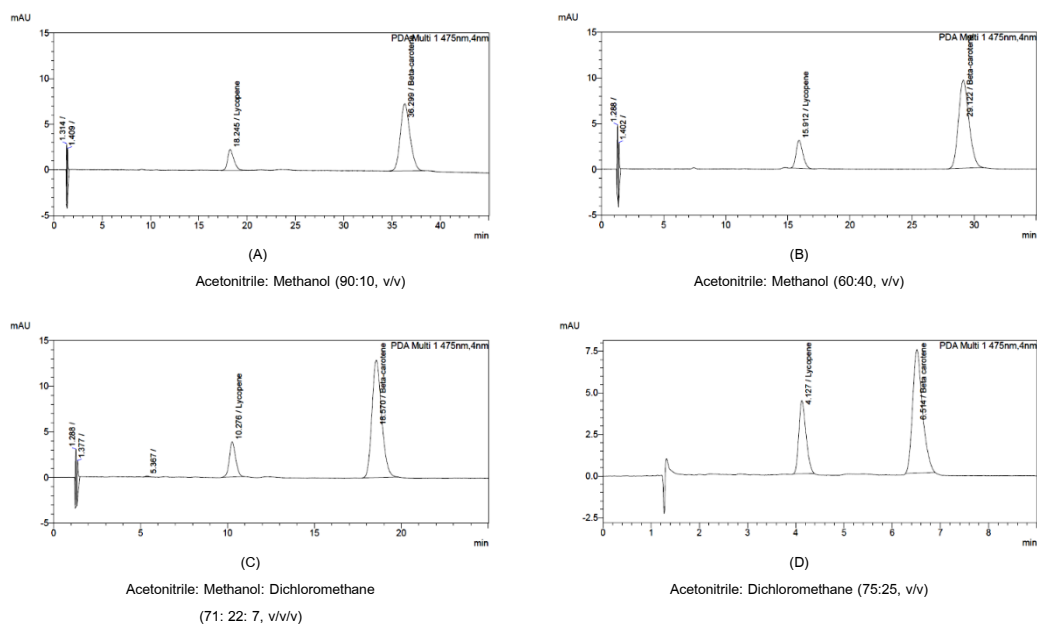 mAU
PDA Multi 1 475nm,4nm
15
10
5
0
-5
1.314 /
1.409 /
18.245 / Lycopene
36.299 / Beta-carotene
0 5 10 15 20 25 30 35 40
min
(A)
Acetonitrile: Methanol (90:10, v/v)
mAU
PDA Multi 1 475nm,4nm
15
10
5
0
-5
1.288 /
1.402 /
15.912 / Lycopene
29.122 / Beta-carotene
0 5 10 15 20 25 30
min
(B)
Acetonitrile: Methanol (60:40, v/v)
mAU
PDA Multi 1 475nm,4nm
15
10
5
0
-5
1.288 /
1.377 /
5.367 /
10.276 / Lycopene
18.570 / Beta-carotene
0 5 10 15 20
min
(C)
Acetonitrile: Methanol: Dichloromethane
(71: 22: 7, v/v/v)
mAU
PDA Multi 1 475nm,4nm
7.5
5.0
2.5
0.0
-2.5
4.127 / Lycopene
6.514 / Beta-carotene
0 1 2 3 4 5 6 7 8
min
(D)
Acetonitrile: Dichloromethane (75:25, v/v)